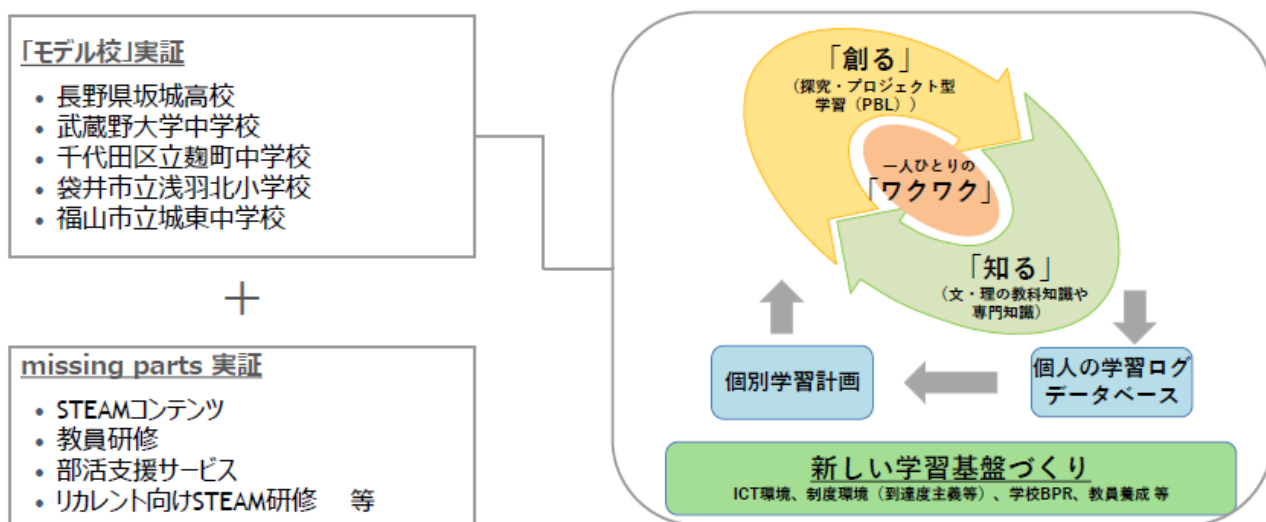 「モデル校」実証
• 長野県坂城高校
• 武蔵野大学中学校
• 千代田区立麹町中学校
• 袋井市立浅羽北小学校
• 福山市立城東中学校
＋
missing parts 実証
• STEAMコンテンツ
• 教員研修
• 部活支援サービス
• リカレント向けSTEAM研修　等
「創る」
（探究・プロジェクト型
学習（PBL））
一人ひとりの
「ワクワク」
「知る」
（文・理の教科知識や
専門知識）
個別学習計画
個人の学習ログ
データベース
新しい学習基盤づくり
ICT環境、制度環境（到達度主義等）、学校BPR、教員養成 等